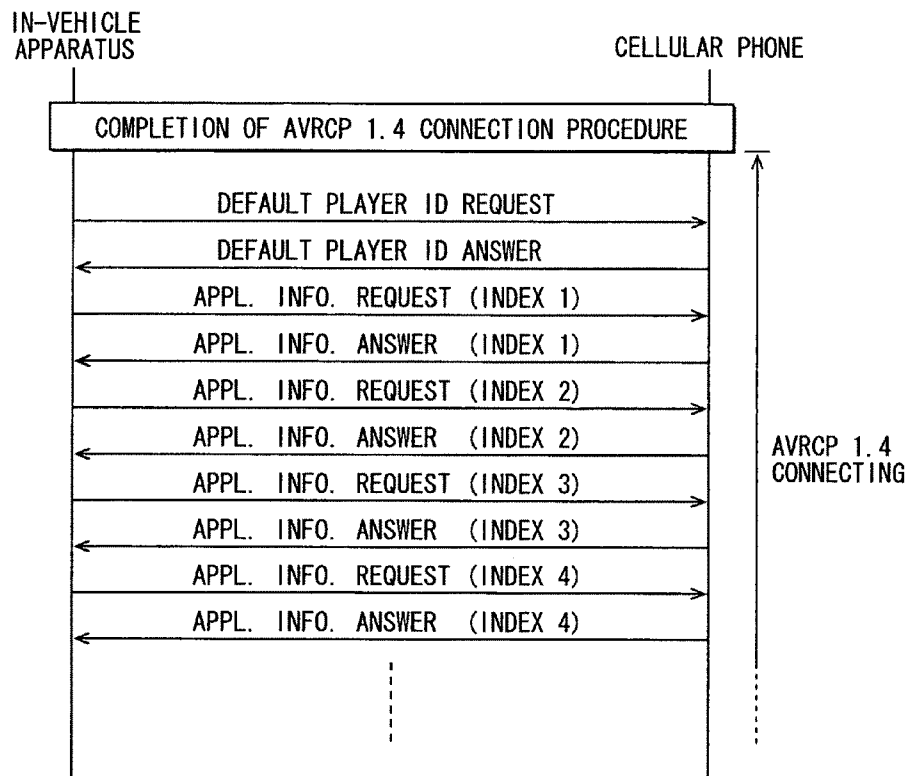 IN-VEHICLE
APPARATUS
CELLULAR PHONE
COMPLETION OF AVRCP 1.4 CONNECTION PROCEDURE
DEFAULT PLAYER ID REQUEST
DEFAULT PLAYER ID ANSWER
APPL. INFO. REQUEST (INDEX 1)
APPL. INFO. ANSWER (INDEX 1)
APPL. INFO. REQUEST (INDEX 2)
APPL. INFO. ANSWER (INDEX 2)
APPL. INFO. REQUEST (INDEX 3)
APPL. INFO. ANSWER (INDEX 3)
APPL. INFO. REQUEST (INDEX 4)
APPL. INFO. ANSWER (INDEX 4)
AVRCP 1.4
CONNECTING